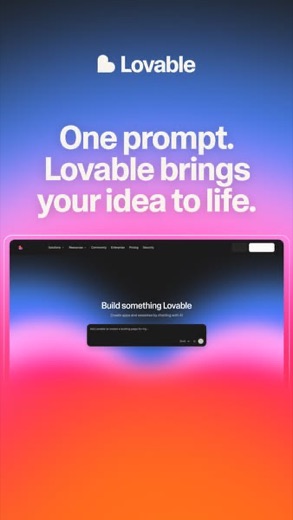 Lovable
One prompt.
Lovable brings
your idea to life.
Solutions Resources Community Enterprise Pricing Security
Build something Lovable
Create apps and websites by chatting with AI